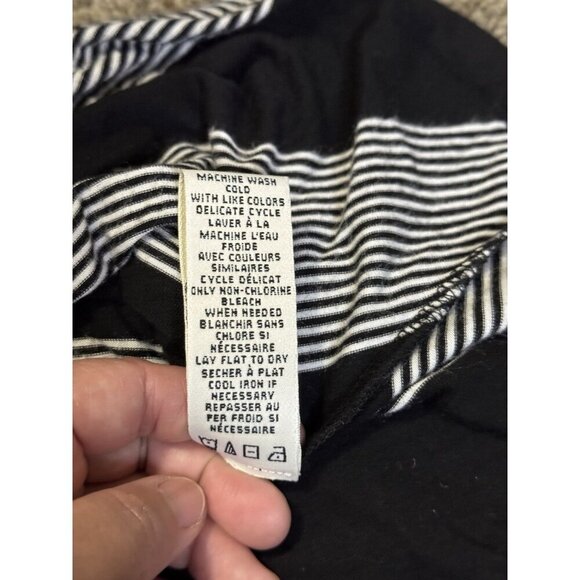 MACHINE WASH
COLD
WITH LIKE COLORS
DELICATE CYCLE
LAVER À LA
MACHINE L'EAU
FROIDE
AVEC COULEURS
SIMILAIRES
CYCLE DÉLICAT
ONLY NON-CHLORINE
BLEACH
WHEN NEEDED
BLANCHIR SANS
CHLORE SI
NÉCESSAIRE
LAY FLAT TO DRY
SECHER À PLAT
COOL IRON IF
NECESSARY
REPASSER AU
FER FROID SI
NÉCESSAIRE